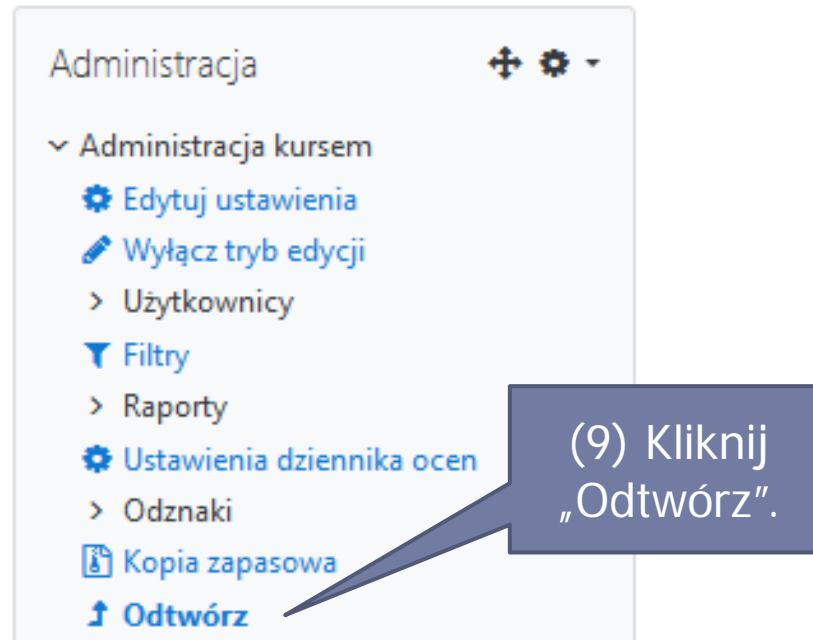 Administracja
Administracja kursem
Edytuj ustawienia
Wyłącz tryb edycji
Użytkownicy
Filtry
Raporty
Ustawienia dziennika ocen
Odznaki
Kopia zapasowa
Odtwórz
(9) Kliknij
„Odtwórz”.